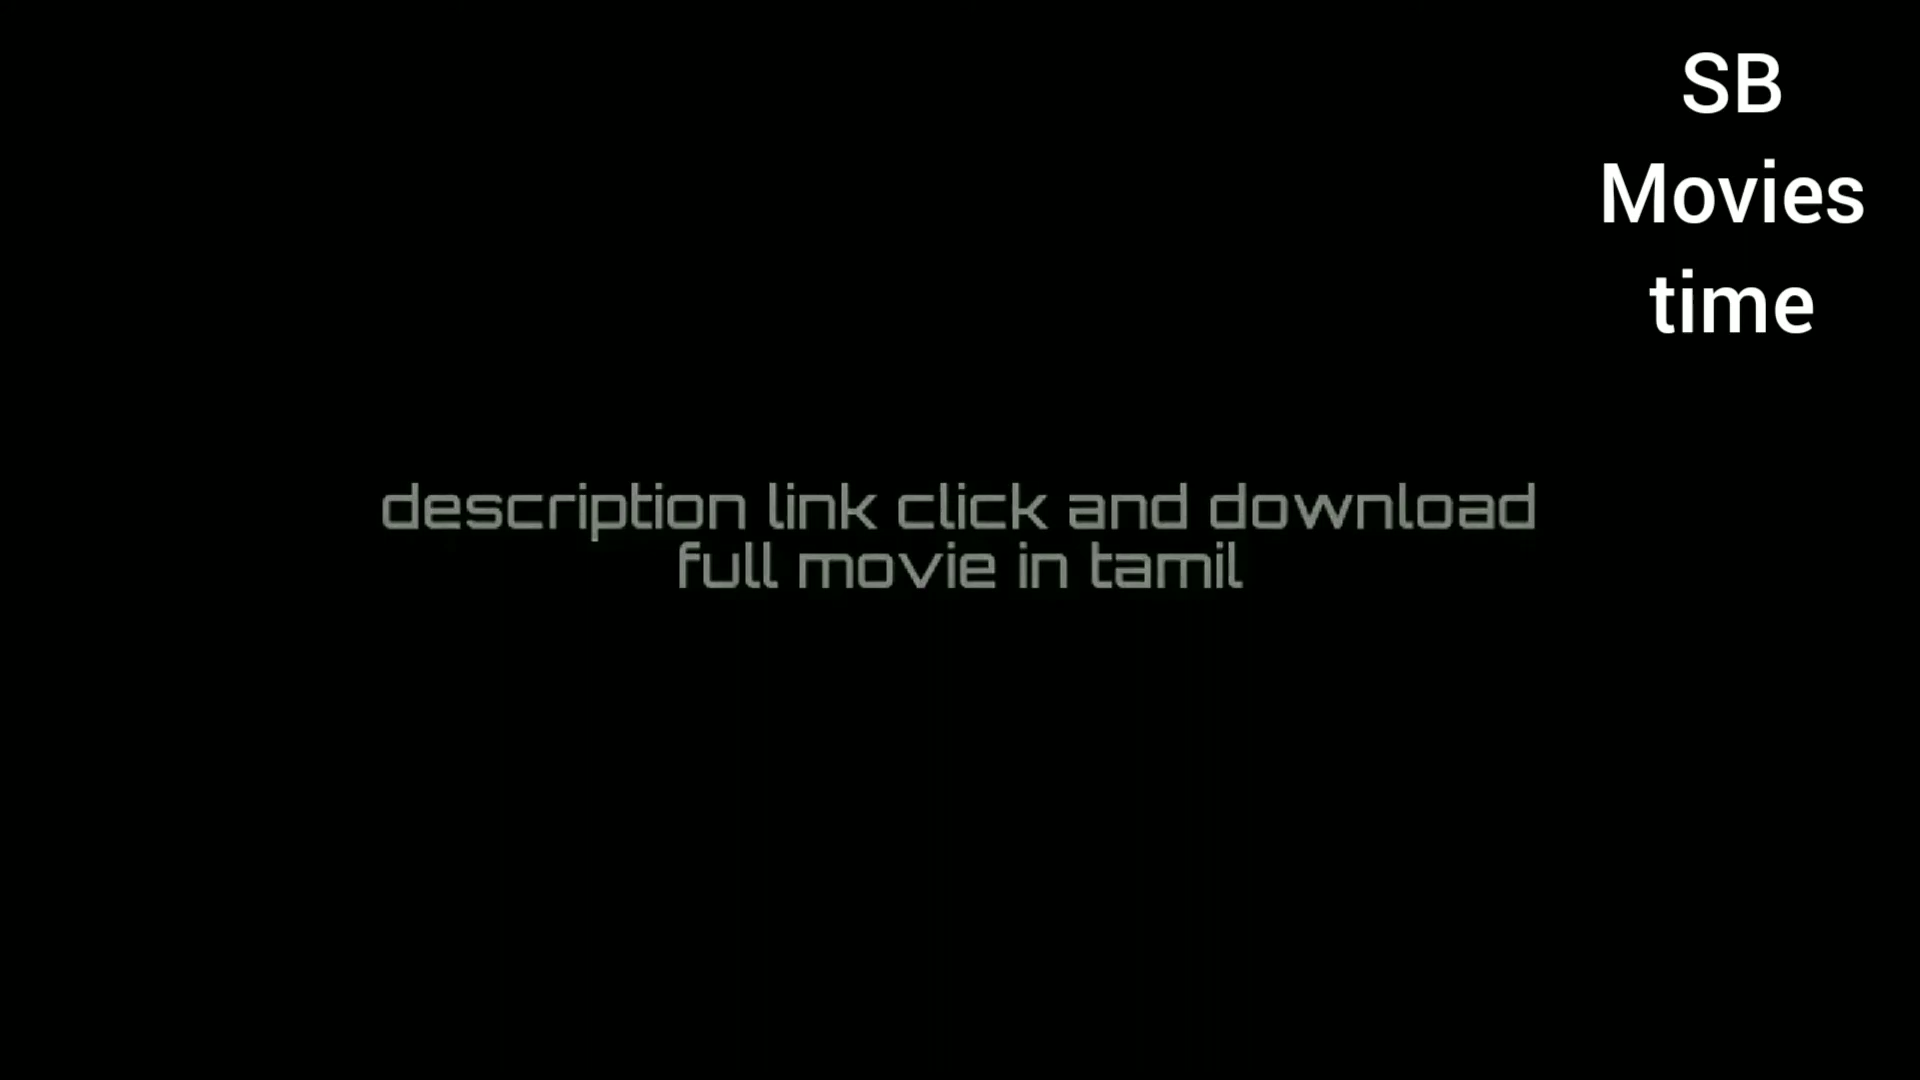 SB
Movies
time
description link click and download
full movie in tamil